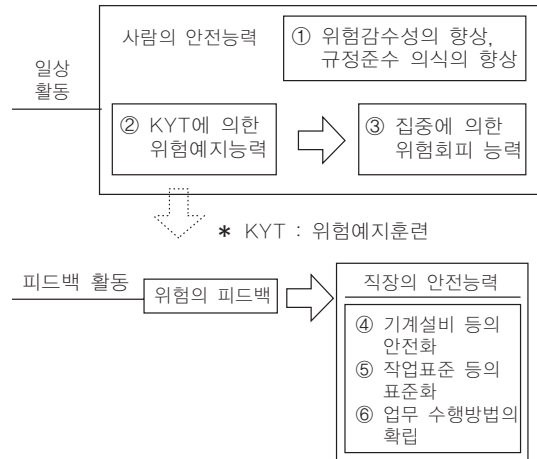 일상
활동
사람의 안전능력
① 위험감수성의 향상,
규정준수 의식의 향상
② KYT에 의한
위험예지능력
③ 집중에 의한
위험회피 능력
* KYT : 위험예지훈련
피드백 활동
위험의 피드백
직장의 안전능력
④ 기계설비 등의
안전화
⑤ 작업표준 등의
표준화
⑥ 업무 수행방법의
확립